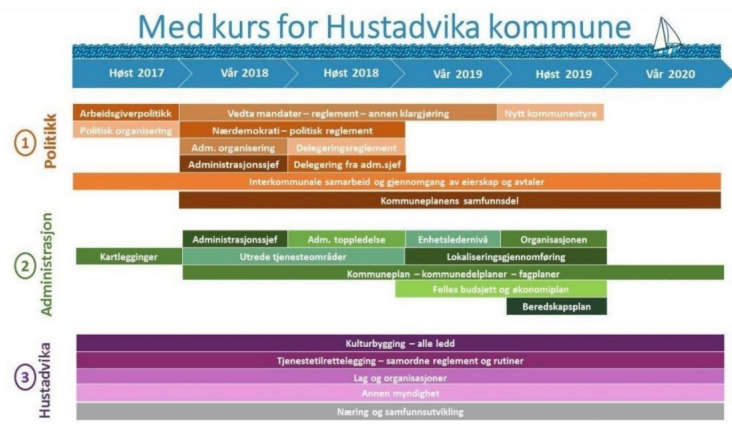 Med kurs for Hustadvika kommune
Høst 2017 Vår 2018 Høst 2018 Vår 2019 Høst 2019 Vår 2020
1 Politikk
Arbeidsgiverpolitikk Vedta mandater – reglement – annen klargjøring Nytt kommunestyre
Politisk organisering Nærdemokrati – politisk reglement
Adm. organisering Delegeringsreglement
Administrasjonssjef Delegering fra adm.sjef
Interkommunale samarbeid og gjennomgang av eierskap og avtaler
Kommuneplanens samfunnsdel
2 Administrasjon
Administrasjonssjef Adm. toppledelse Enhetsledernivå Organisasjonen
Kartlegginger Utrede tjenesteområder Lokaliseringsgjennomføring
Kommuneplan – kommunedelplaner – fagplaner
Felles budsjett og økonomiplan
Beredskapsplan
3 Hustadvika
Kulturbygging – alle ledd
Tjenestetilrettelegging – samordne reglement og rutiner
Lag og organisasjoner
Annen myndighet
Næring og samfunnsutvikling